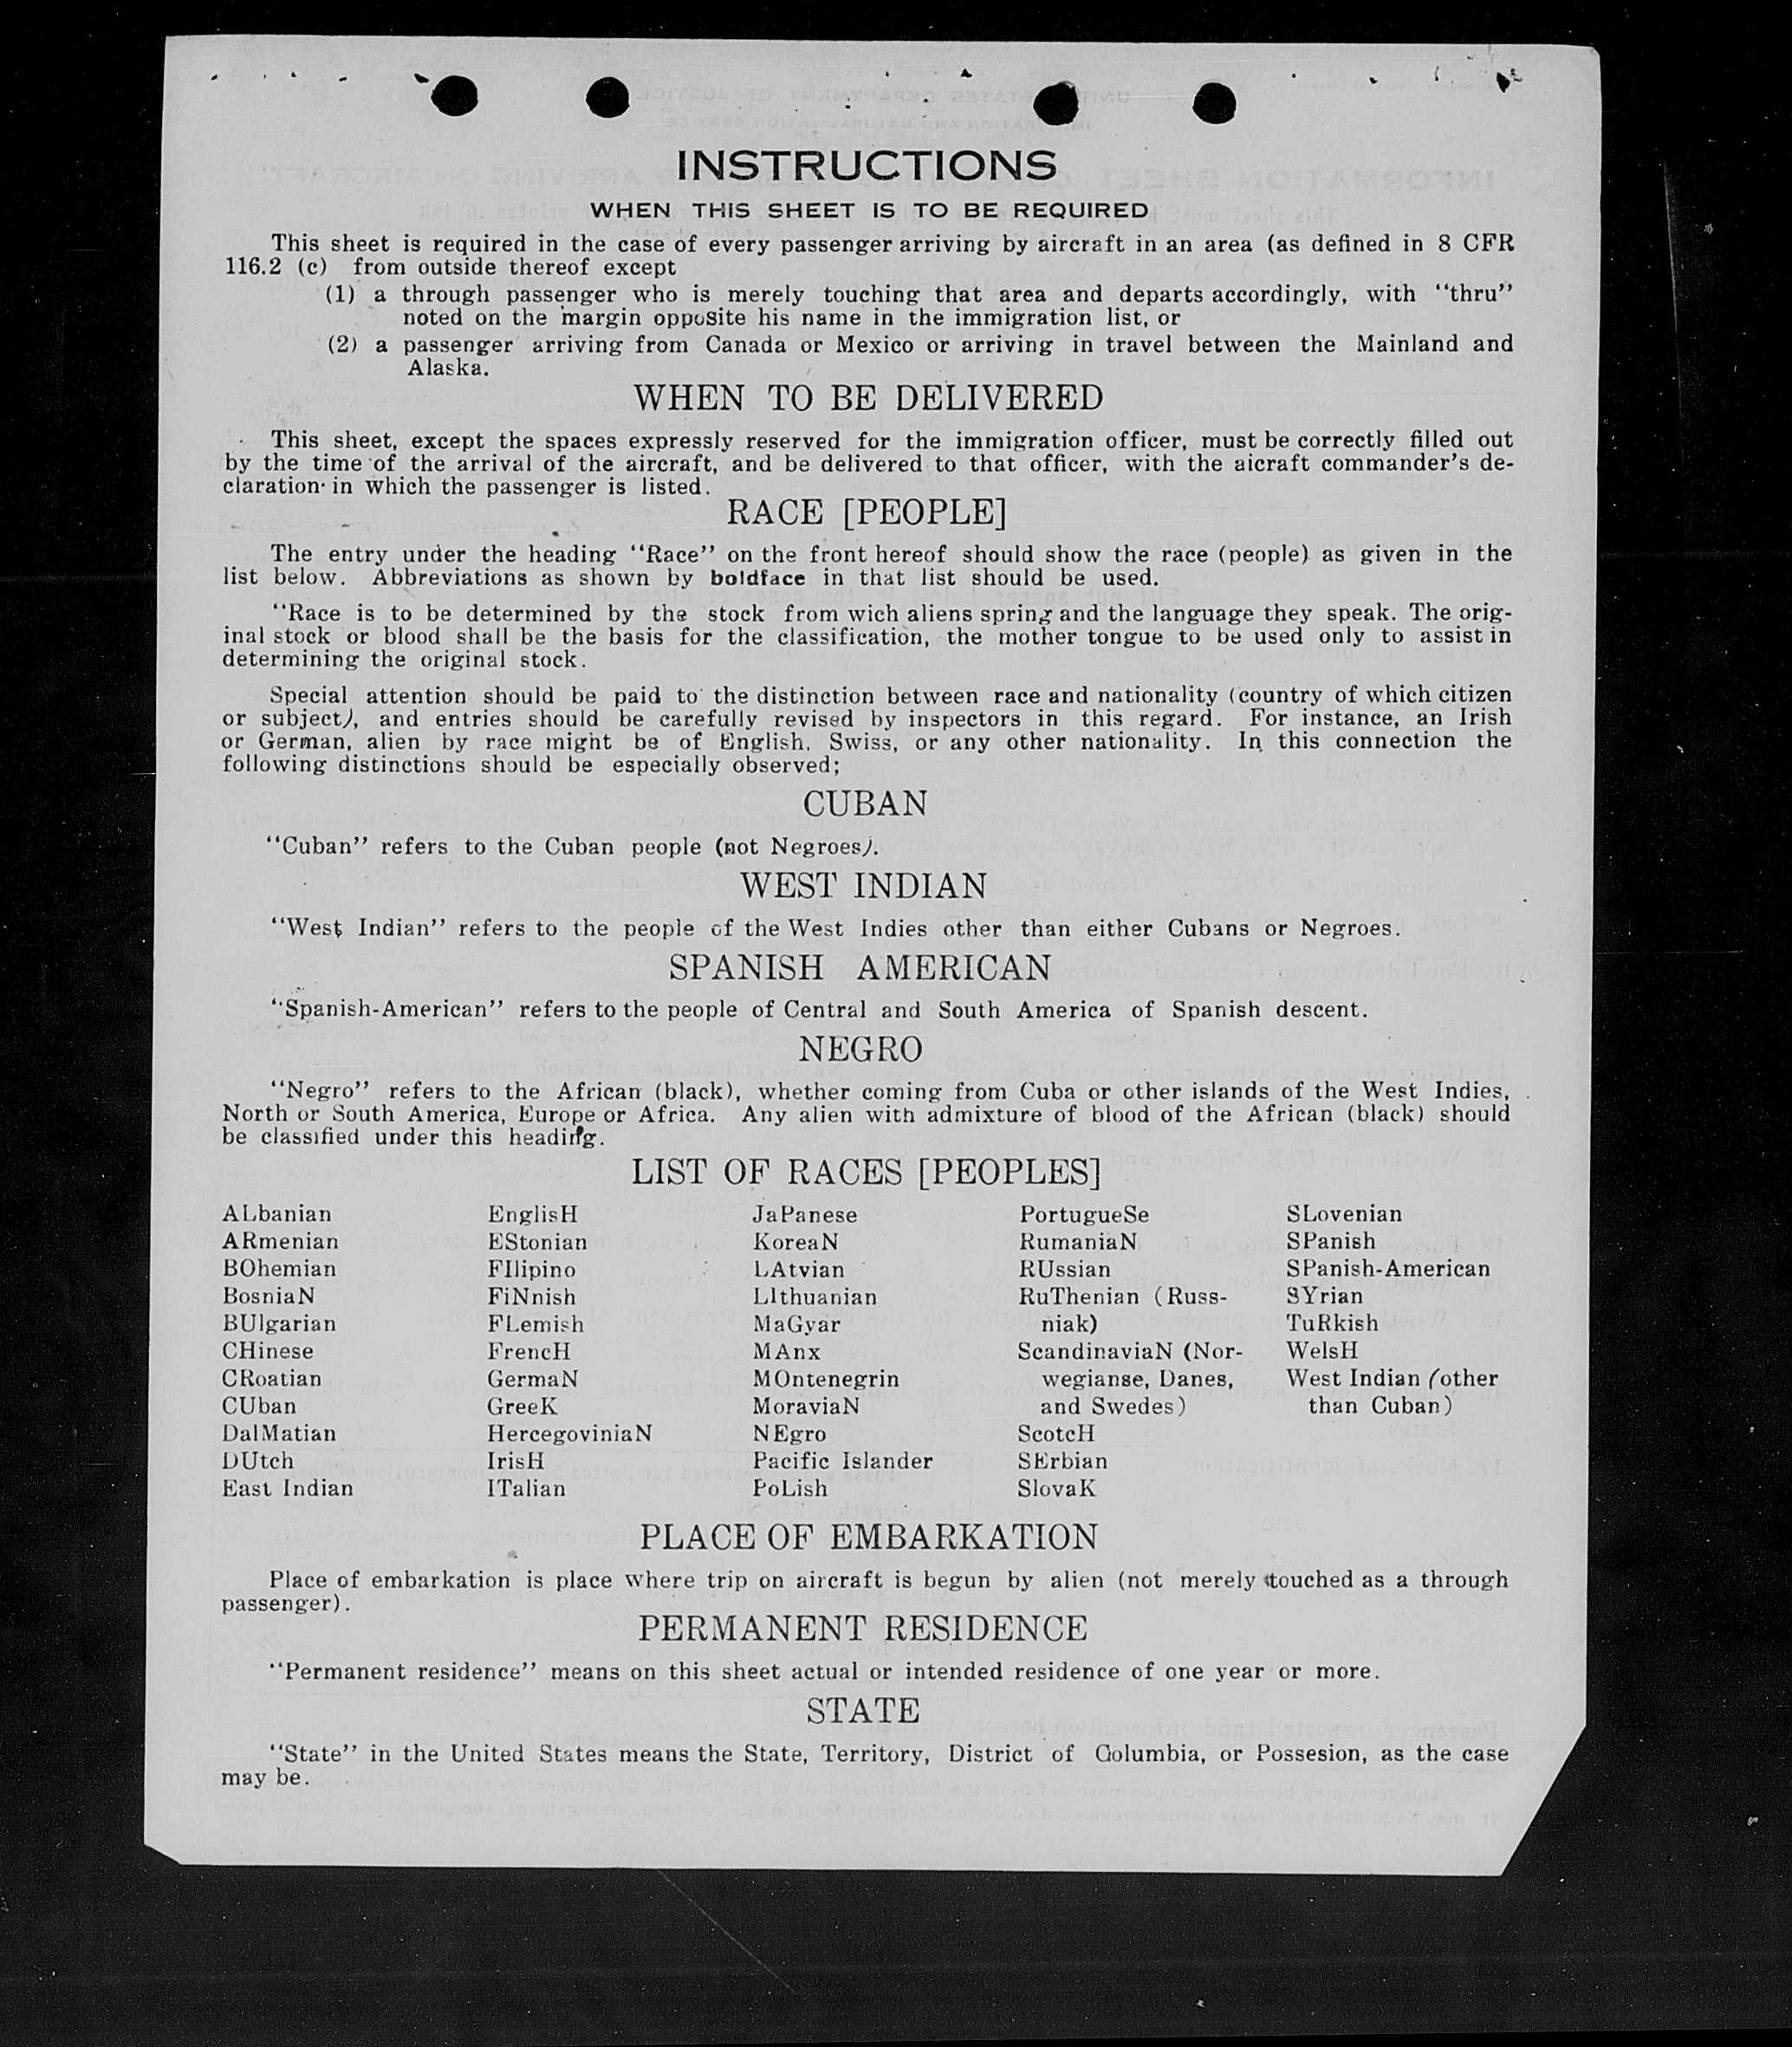 INSTRUCTIONS
WHEN THIS SHEET IS TO BE REQUIRED
This sheet is required in the case of every passenger arriving by aircraft in an area (as defined in 8 CFR
116.2 (c) from outside thereof except
(1) a through passenger who is merely touching that area and departs accordingly, with "thru"
noted on the margin opposite his name in the immigration list, or
(2) a passenger arriving from Canada or Mexico or arriving in travel between the Mainland and
Alaska.
WHEN TO BE DELIVERED
This sheet, except the spaces expressly reserved for the immigration officer, must be correctly filled out
by the time of the arrival of the aircraft, and be delivered to that officer, with the aicraft commander's de-
claration in which the passenger is listed.
RACE [PEOPLE]
The entry under the heading "Race" on the front hereof should show the race (people) as given in the
list below. Abbreviations as shown by boldface in that list should be used.
"Race is to be determined by the stock from wich aliens spring and the language they speak. The orig-
inal stock or blood shall be the basis for the classification, the mother tongue to be used only to assist in
determining the original stock.
Special attention should be paid to the distinction between race and nationality (country of which citizen
or subject), and entries should be carefully revised by inspectors in this regard. For instance, an Irish
or German, alien by race might be of English, Swiss, or any other nationality. In this connection the
following distinctions should be especially observed;
CUBAN
"Cuban" refers to the Cuban people (not Negroes).
WEST INDIAN
"West Indian" refers to the people of the West Indies other than either Cubans or Negroes.
SPANISH AMERICAN
"Spanish-American" refers to the people of Central and South America of Spanish descent.
NEGRO
"Negro" refers to the African (black), whether coming from Cuba or other islands of the West Indies,
North or South America, Europe or Africa. Any alien with admixture of blood of the African (black) should
be classified under this heading.
LIST OF RACES [PEOPLES]
ALbanian
ARmenian
BOhemian
BosniaN
BUlgarian
CHinese
CRoatian
CUban
DalMatian
DUtch
East Indian
EnglisH
EStonian
FIlipino
FiNnish
FLemish
FrencH
GermaN
GreeK
HercegoviniaN
IrisH
ITalian
JaPanese
KoreaN
LAtvian
LIthuanian
MaGyar
MAnx
MOntenegrin
MoraviaN
NEgro
Pacific Islander
PoLish
PortugueSe
RumaniaN
RUssian
RuThenian (Russ-
niak)
ScandinaviaN (Nor-
wegianse, Danes,
and Swedes)
ScotcH
SErbian
SlovaK
SLovenian
SPanish
SPanish-American
SYrian
TuRkish
WelsH
West Indian (other
than Cuban)
PLACE OF EMBARKATION
Place of embarkation is place where trip on aircraft is begun by alien (not merely touched as a through
passenger).
PERMANENT RESIDENCE
"Permanent residence" means on this sheet actual or intended residence of one year or more.
STATE
"State" in the United States means the State, Territory, District of Columbia, or Possesion, as the case
may be.